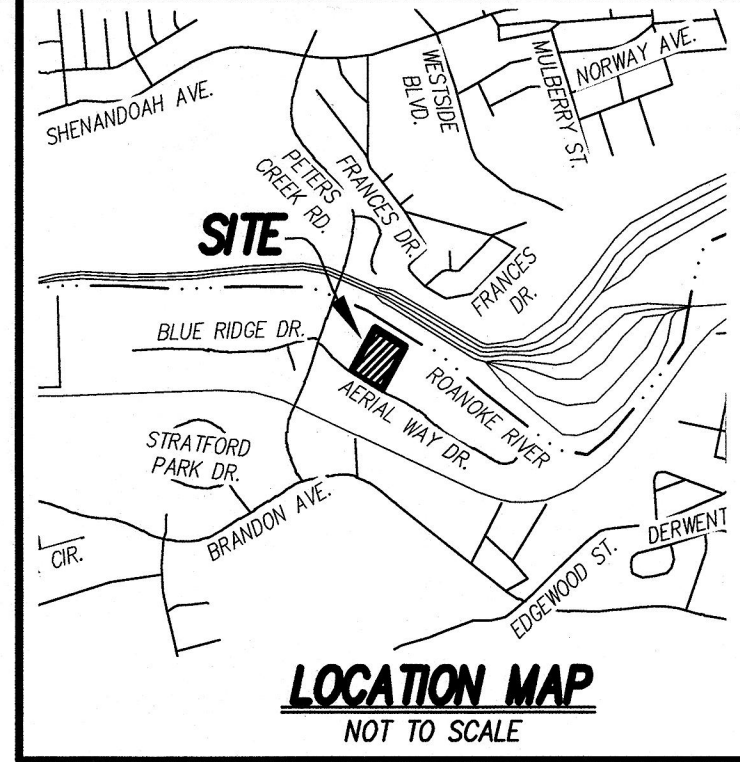 SHENANDOAH AVE.
WESTSIDE
BLVD.
MULBERRY ST.
NORWAY AVE.
PETERS
CREEK RD.
FRANCES DR.
SITE
FRANCES
DR.
BLUE RIDGE DR.
ROANOKE RIVER
AERIAL WAY DR.
STRATFORD
PARK DR.
BRANDON AVE.
CIR.
EDGEWOOD ST.
DERWENT
LOCATION MAP
NOT TO SCALE